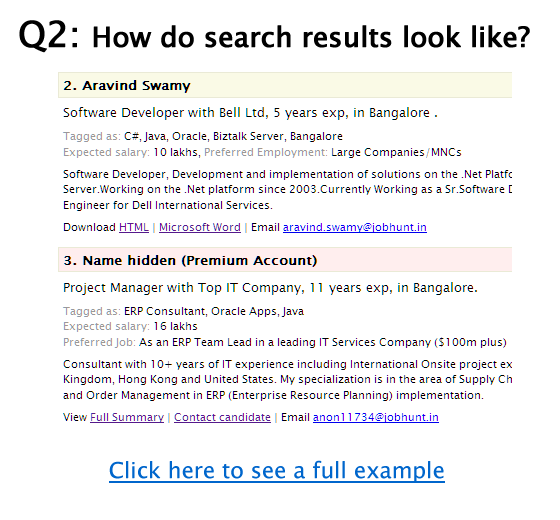 Q2: How do search results look like?
2. Aravind Swamy
Software Developer with Bell Ltd, 5 years exp, in Bangalore .
Tagged as: C#, Java, Oracle, Biztalk Server, Bangalore
Expected salary: 10 lakhs, Preferred Employment: Large Companies/MNCs
Software Developer, Development and implementation of solutions on the .Net
Server.Working on the .Net platform since 2003.Currently Working as a Sr.Software
Engineer for Dell International Services.
Download HTML | Microsoft Word | Email aravind.swamy@jobhunt.in
3. Name hidden (Premium Account)
Project Manager with Top IT Company, 11 years exp, in Bangalore.
Tagged as: ERP Consultant, Oracle Apps, Java
Expected salary: 16 lakhs
Preferred Job: As an ERP Team Lead in a leading IT Services Company ($100m plus)
Consultant with 10+ years of IT experience including International Onsite project
Kingdom, Hong Kong and United States. My specialization is in the area of Supply
and Order Management in ERP (Enterprise Resource Planning) implementation.
View Full Summary | Contact candidate | Email anon11734@jobhunt.in
Click here to see a full example